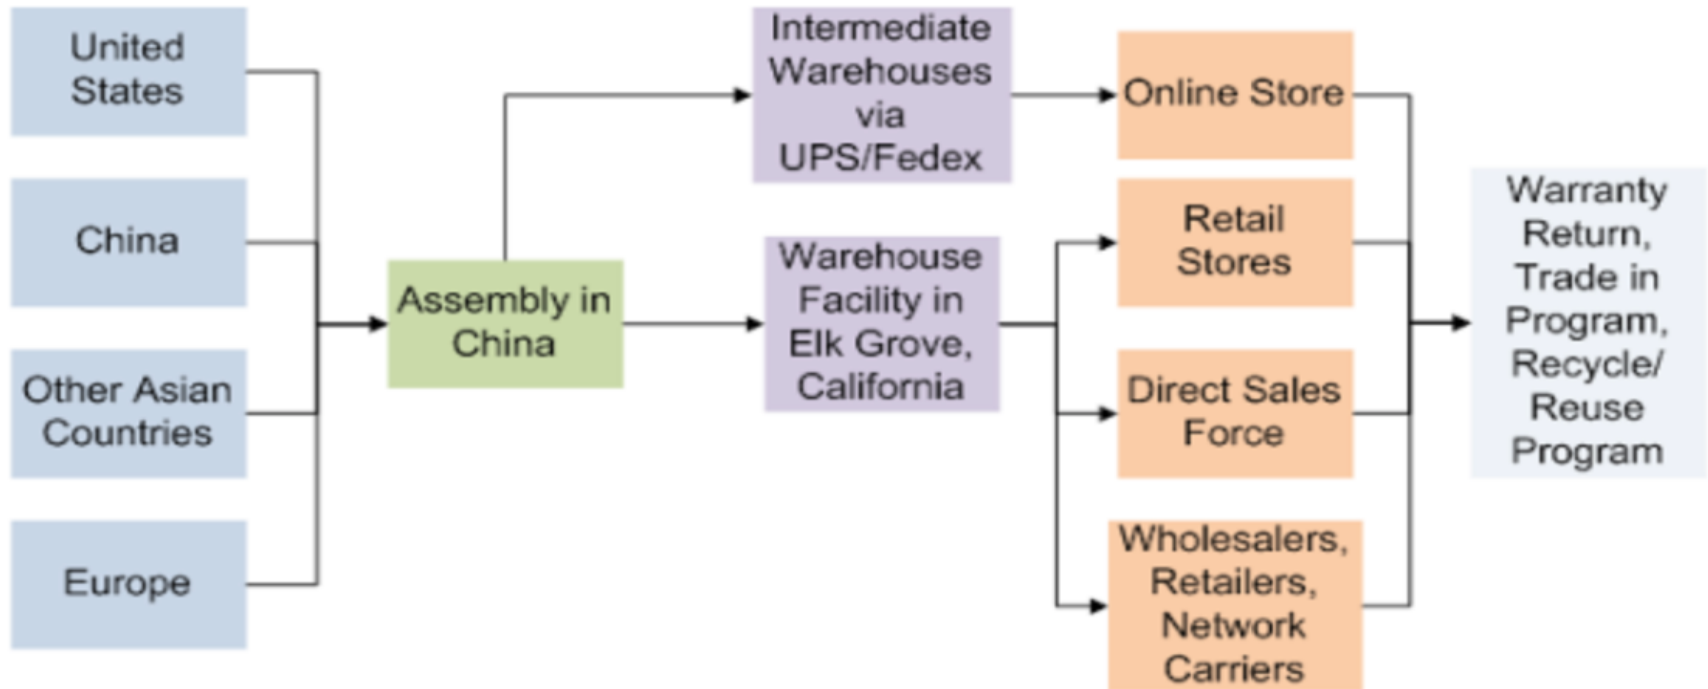 United
States
China
Other Asian
Countries
Europe
Assembly in
China
Intermediate
Warehouses
via
UPS/Fedex
Warehouse
Facility in
Elk Grove,
California
Online Store
Retail
Stores
Direct Sales
Force
Wholesalers,
Retailers,
Network
Carriers
Warranty
Return,
Trade in
Program,
Recycle/
Reuse
Program